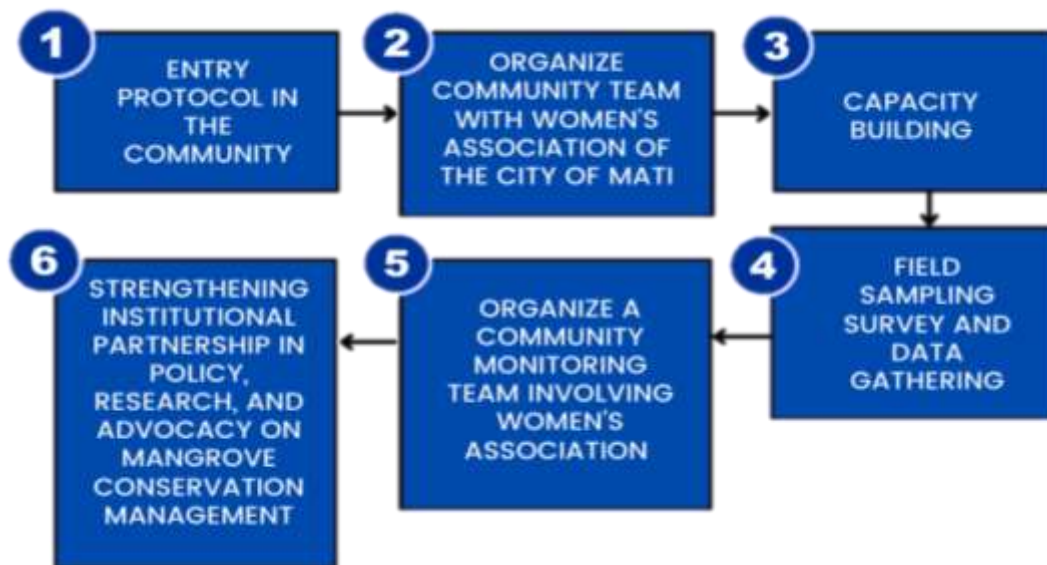 1
ENTRY
PROTOCOL IN
THE
COMMUNITY
2
ORGANIZE
COMMUNITY TEAM
WITH WOMEN'S
ASSOCIATION OF
THE CITY OF MATI
3
CAPACITY
BUILDING
4
FIELD
SAMPLING
SURVEY AND
DATA
GATHERING
5
ORGANIZE A
COMMUNITY
MONITORING
TEAM INVOLVING
WOMEN'S
ASSOCIATION
6
STRENGTHENING
INSTITUTIONAL
PARTNERSHIP IN
POLICY,
RESEARCH, AND
ADVOCACY ON
MANGROVE
CONSERVATION
MANAGEMENT